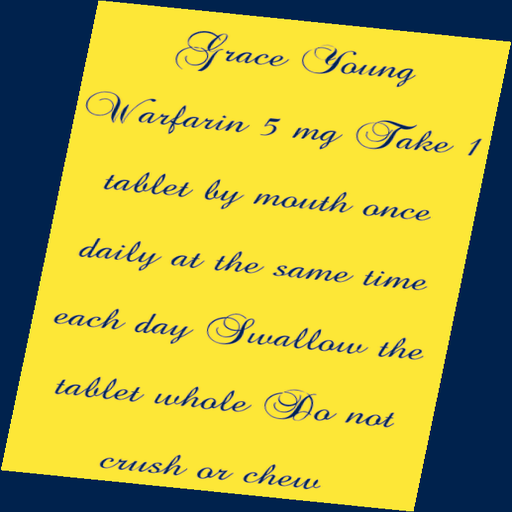 Grace Young
Warfarin 5 mg Take 1
tablet by mouth once
daily at the same time
each day Swallow the
tablet whole Do not
crush or chew